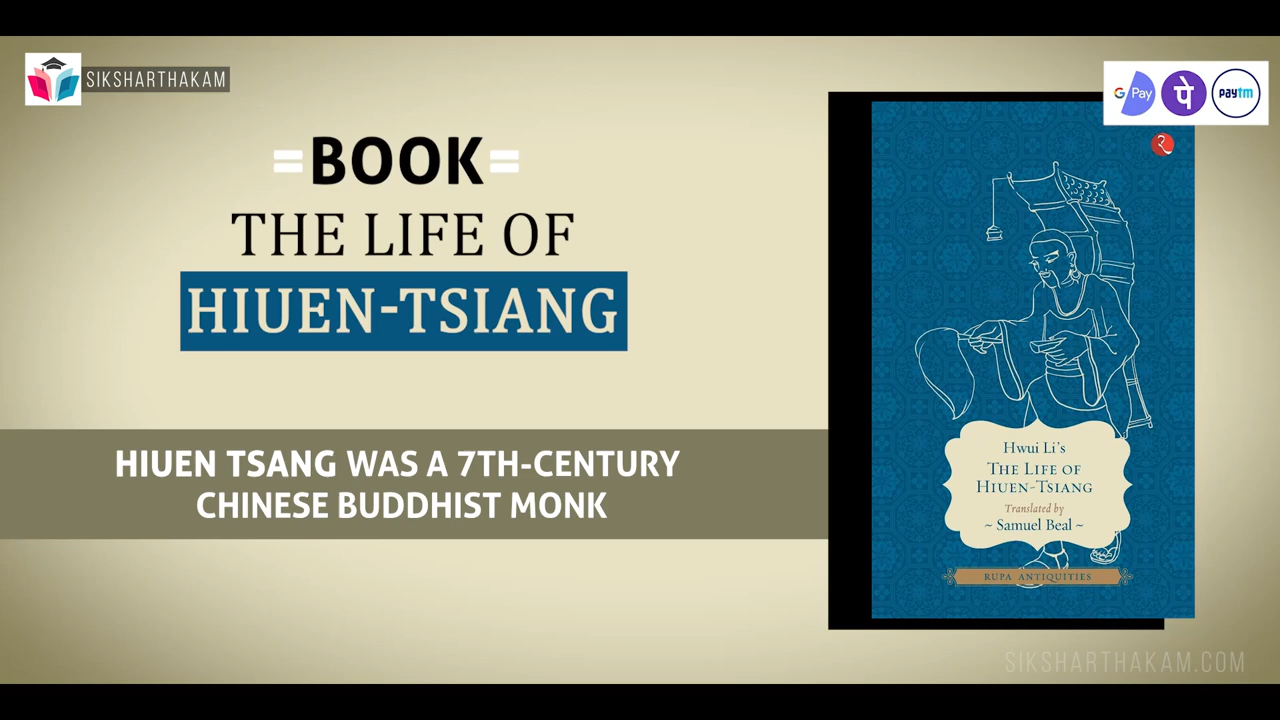 SIKSHARTHAKAM
G Pay
पे
paytm
=BOOK=
THE LIFE OF
HIUEN-TSIANG
HIUEN TSANG WAS A 7TH-CENTURY
CHINESE BUDDHIST MONK
Hwui Li's
THE LIFE OF
HIUEN-TSIANG
Translated by
~ Samuel Beal ~
RUPA ANTIQUITIES
SIKSHARTHAKAM.COM